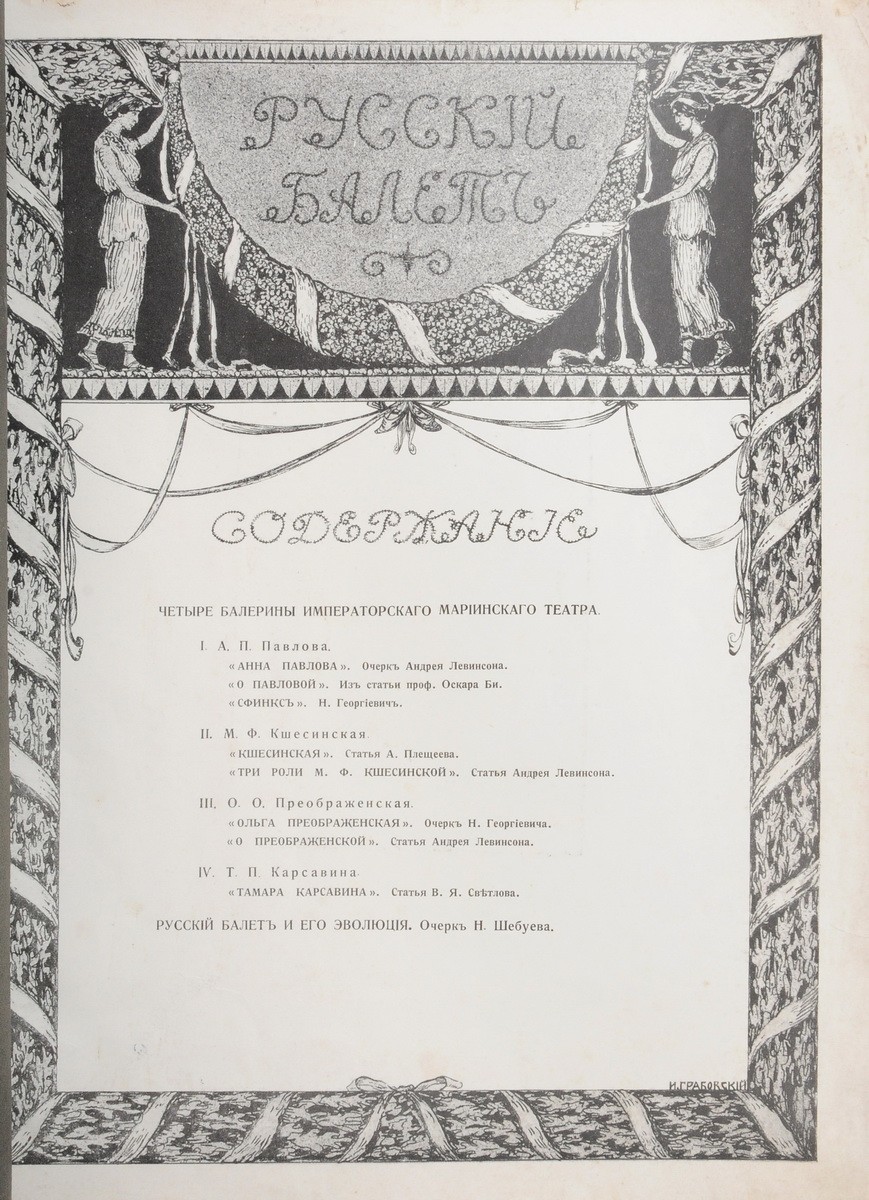 РУССКІЙ
БАЛЕТЪ
СОДЕРЖАНІЕ
ЧЕТЫРЕ БАЛЕРИНЫ ИМПЕРАТОРСКАГО МАРІИНСКАГО ТЕАТРА.
I. А. П. Павлова.
«АННА ПАВЛОВА». Очеркъ Андрея Левинсона.
«О ПАВЛОВОЙ». Изъ статьи проф. Оскара Би.
«СФИНКСЪ». Н. Георгіевичъ.
II. М. Ф. Кшесинская.
«КШЕСИНСКАЯ». Статья А. Плещеева.
«ТРИ РОЛИ М. Ф. КШЕСИНСКОЙ». Статья Андрея Левинсона.
III. О. О. Преображенская.
«ОЛЬГА ПРЕОБРАЖЕНСКАЯ». Очеркъ Н. Георгіевича.
«О ПРЕОБРАЖЕНСКОЙ». Статья Андрея Левинсона.
IV. Т. П. Карсавина.
«ТАМАРА КАРСАВИНА». Статья В. Я. Свѣтлова.
РУССКІЙ БАЛЕТЪ И ЕГО ЭВОЛЮЦІЯ. Очеркъ Н. Шебуева.
И. ГРАБОВСКІЙ